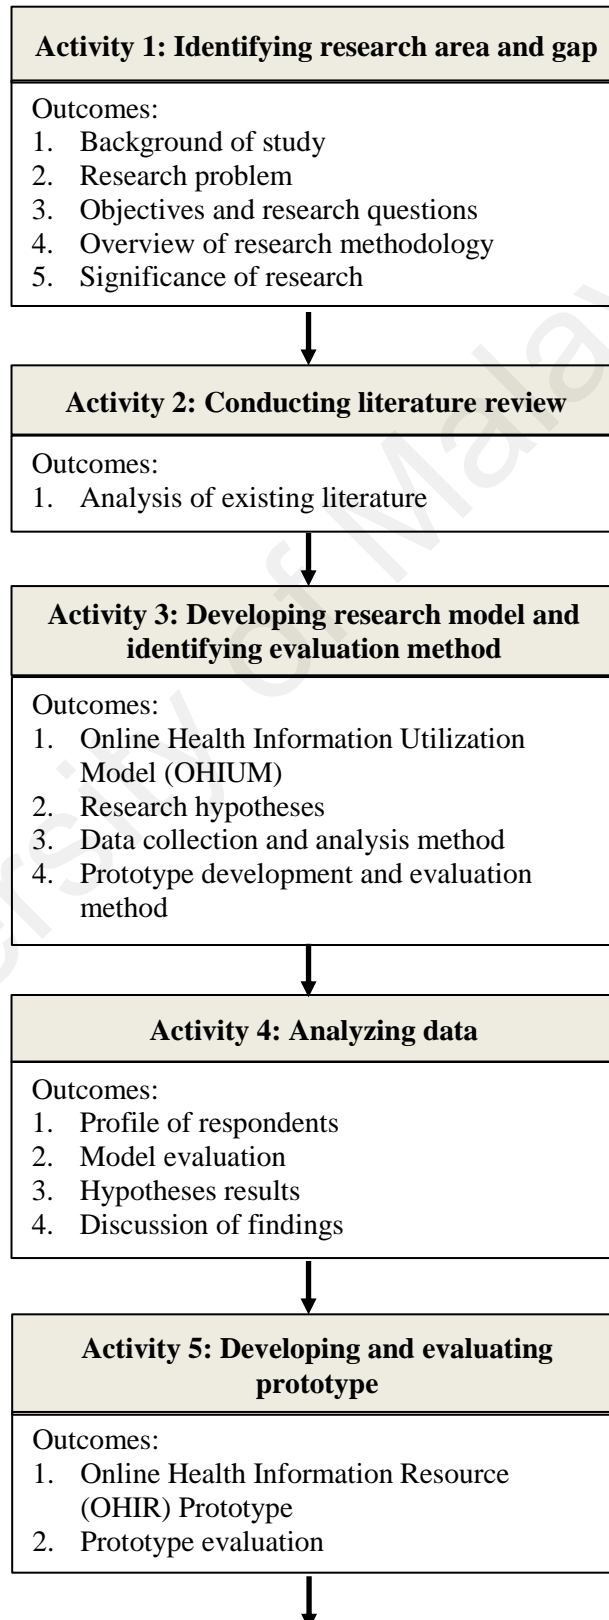 Activity 1: Identifying research area and gap
Outcomes:
1. Background of study
2. Research problem
3. Objectives and research questions
4. Overview of research methodology
5. Significance of research
Activity 2: Conducting literature review
Outcomes:
1. Analysis of existing literature
Activity 3: Developing research model and
identifying evaluation method
Outcomes:
1. Online Health Information Utilization
Model (OHIUM)
2. Research hypotheses
3. Data collection and analysis method
4. Prototype development and evaluation
method
Activity 4: Analyzing data
Outcomes:
1. Profile of respondents
2. Model evaluation
3. Hypotheses results
4. Discussion of findings
Activity 5: Developing and evaluating
prototype
Outcomes:
1. Online Health Information Resource
(OHIR) Prototype
2. Prototype evaluation